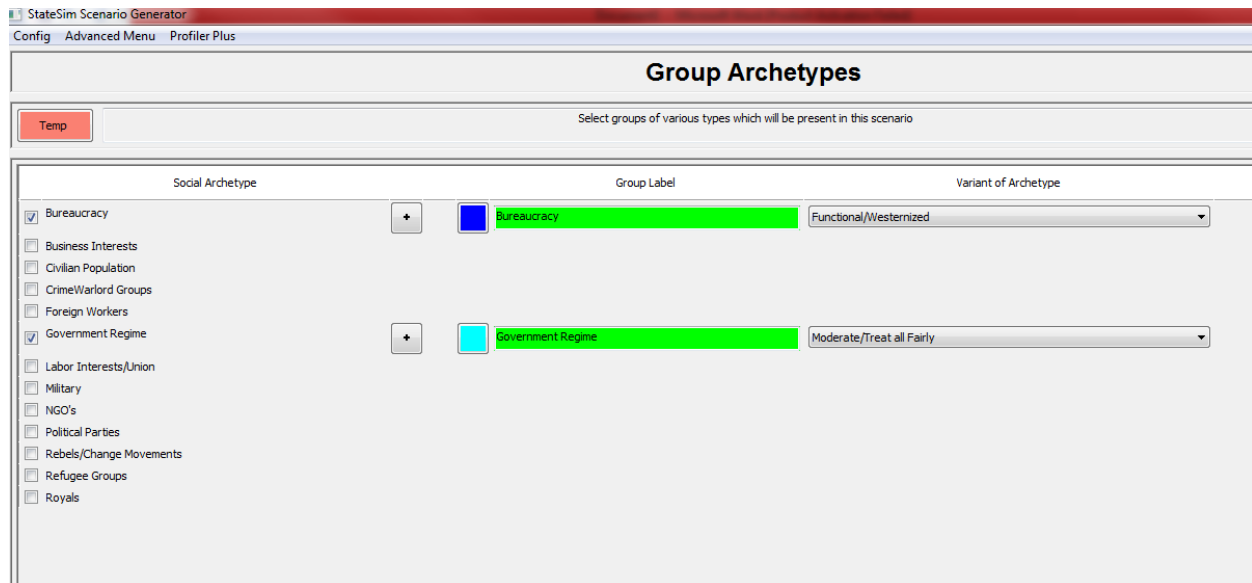 StateSim Scenario Generator
Config Advanced Menu Profiler Plus
Group Archetypes
Temp
Select groups of various types which will be present in this scenario
Social Archetype Group Label Variant of Archetype
Bureaucracy + Bureaucracy Functional/Westernized
Business Interests
Civilian Population
CrimeWarlord Groups
Foreign Workers
Government Regime + Government Regime Moderate/Treat all Fairly
Labor Interests/Union
Military
NGO's
Political Parties
Rebels/Change Movements
Refugee Groups
Royals